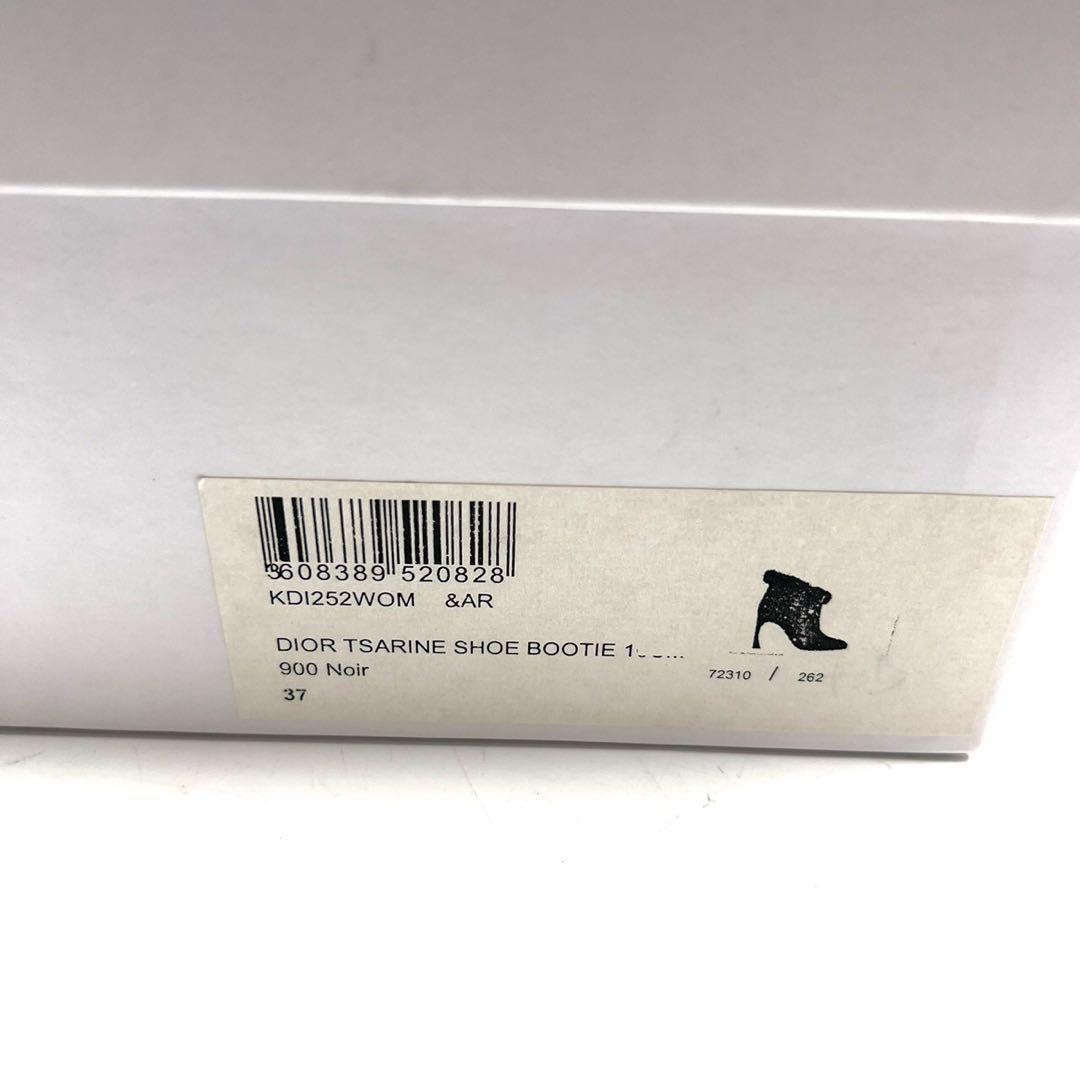 3608389 520828
KDI252WOM &AR
DIOR TSARINE SHOE BOOTIE
900 Noir
72310 / 262
37